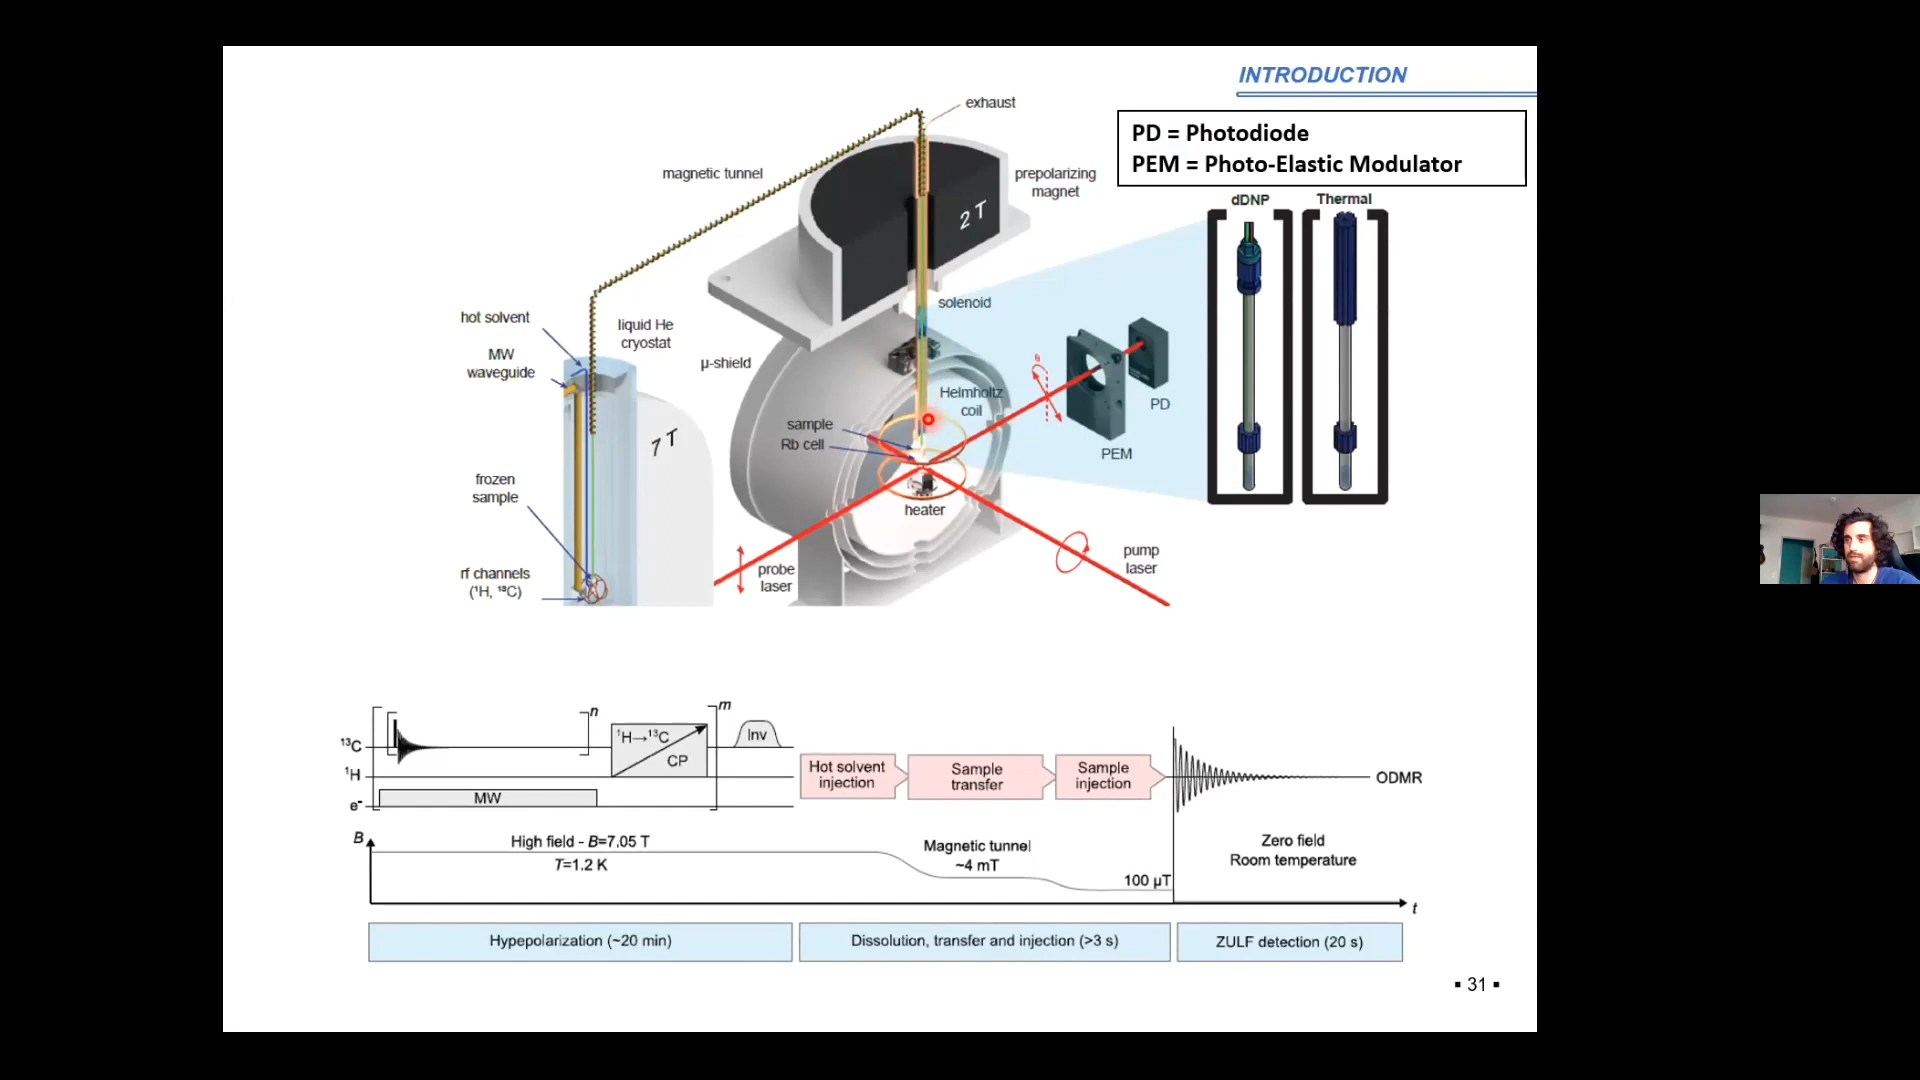 INTRODUCTION
exhaust
PD = Photodiode
PEM = Photo-Elastic Modulator
magnetic tunnel
prepolarizing
magnet
2 T
dDNP
Thermal
solenoid
hot solvent
liquid He
cryostat
MW
waveguide
µ-shield
7 T
θ
Helmholtz
coil
PD
sample
Rb cell
PEM
frozen
sample
heater
rf channels
(¹H, ¹³C)
probe
laser
pump
laser
n
m
¹³C
¹H→¹³C
CP
Inv
¹H
e⁻
MW
Hot solvent
injection
Sample
transfer
Sample
injection
ODMR
B
High field - B=7,05 T
T=1.2 K
Magnetic tunnel
~4 mT
100 µT
Zero field
Room temperature
t
Hypepolarization (~20 min)
Dissolution, transfer and injection (>3 s)
ZULF detection (20 s)
▪ 31 ▪